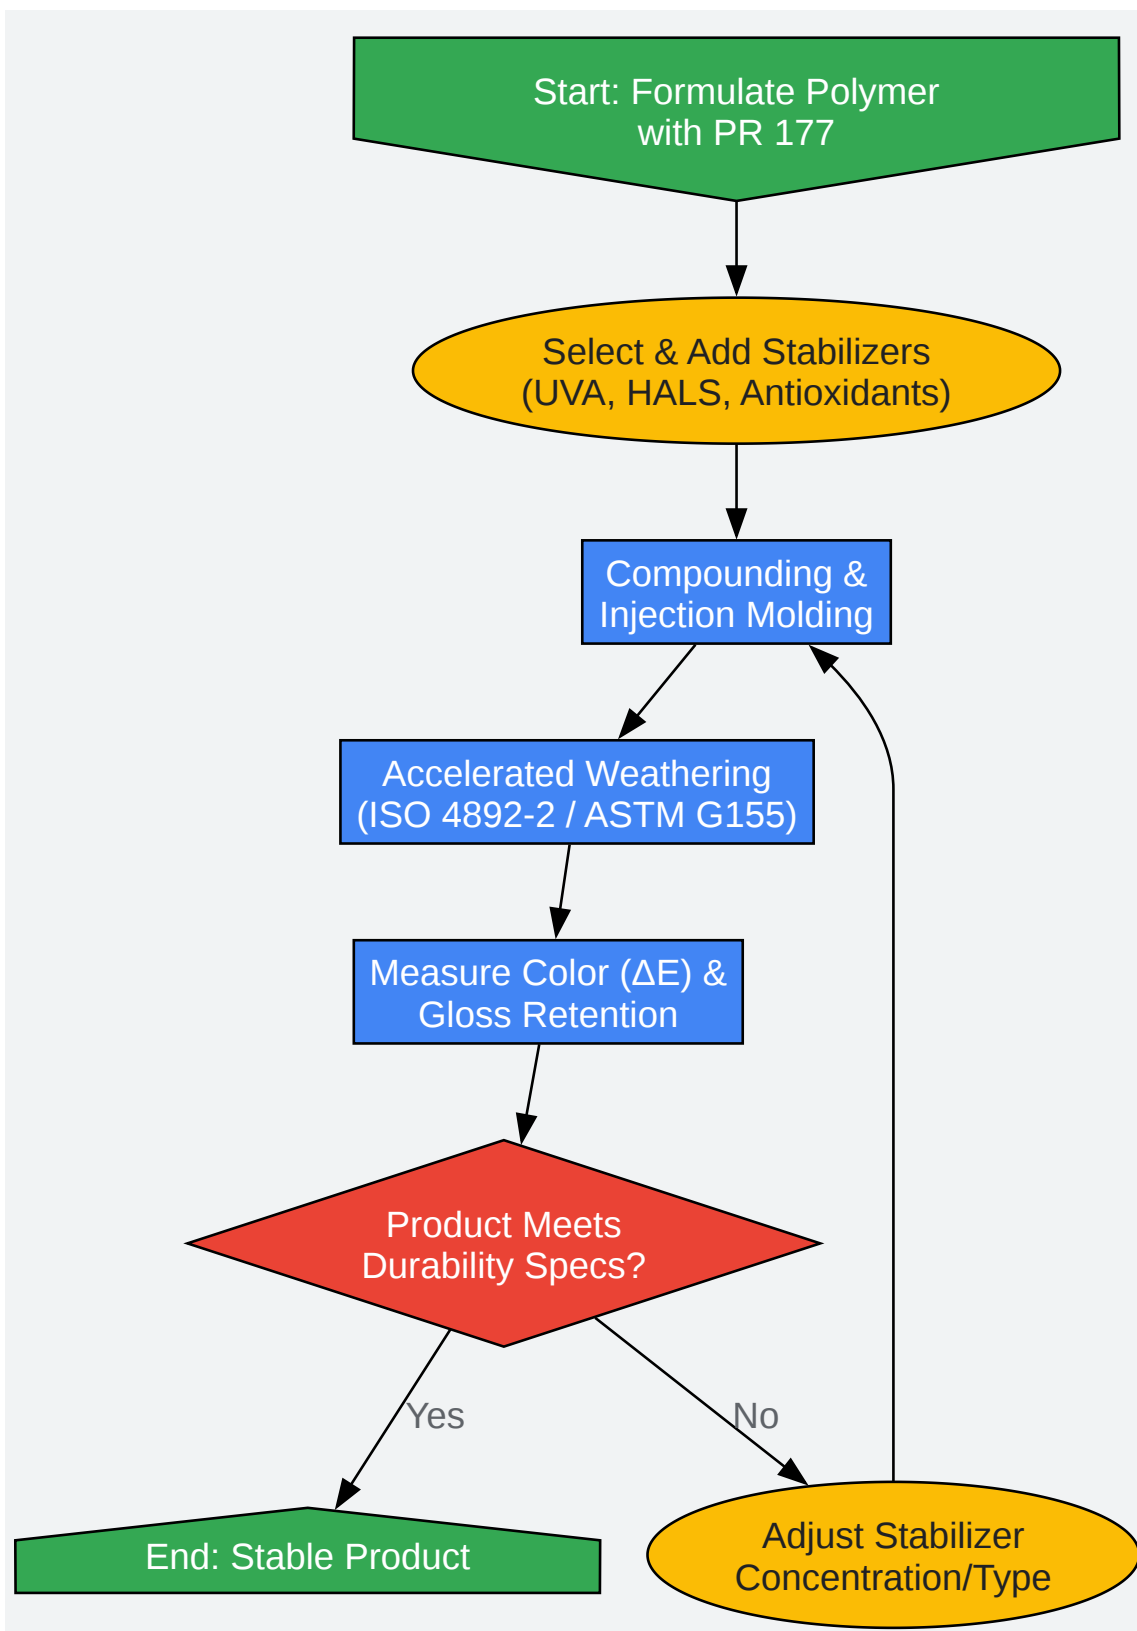 Start: Formulate Polymer
with PR 177
Select & Add Stabilizers
(UVA, HALS, Antioxidants)
Compounding &
Injection Molding
Accelerated Weathering
(ISO 4892-2 / ASTM G155)
Measure Color (ΔE) &
Gloss Retention
Product Meets
Durability Specs?
Yes
No
End: Stable Product
Adjust Stabilizer
Concentration/Type